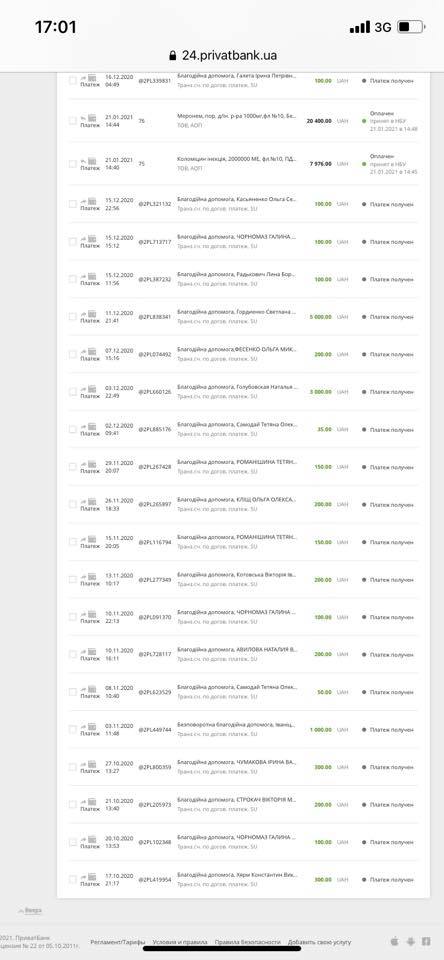 17:01
3G
24.privatbank.ua
16.12.2020 Благодійна допомога, Галета Ірина Петрівн...
04:49 @2PL339831 100.00 UAH Платеж получен
Платеж Транз.сч. по догов. платеж. SU
21.01.2021 Меронем, пор. д/ін. р-ра 1000мг,фл №10, Бе... Оплачен
14:44 76 20 400.00 UAH принят в НБУ
Платеж ТОВ, АОГІ 21.01.2021 в 14:48
21.01.2021 Коломіцин інєкція, 2000000 МЕ, фл.№10, ПД... Оплачен
14:40 75 7 976.00 UAH принят в НБУ
Платеж ТОВ, АОГІ 21.01.2021 в 14:45
15.12.2020 Благодійна допомога, Касьяненко Ольга Се...
22:56 @2PL321132 100.00 UAH Платеж получен
Платеж Транз.сч. по догов. платеж. SU
15.12.2020 Благодійна допомога, ЧОРНОМАЗ ГАЛИНА ...
15:12 @2PL713717 100.00 UAH Платеж получен
Платеж Транз.сч. по догов. платеж. SU
15.12.2020 Благодійна допомога, Радькович Лина Бор...
11:56 @2PL387232 100.00 UAH Платеж получен
Платеж Транз.сч. по догов. платеж. SU
11.12.2020 Благодійна допомога, Гордиенко Светлана ...
21:41 @2PL838341 5 000.00 UAH Платеж получен
Платеж Транз.сч. по догов. платеж. SU
07.12.2020 Благодійна допомога,ФЕСЕНКО-ОЛЬГА МИК...
15:16 @2PL074492 200.00 UAH Платеж получен
Платеж Транз.сч. по догов. платеж. SU
03.12.2020 Благодійна допомога, Голубовская Наталья ...
22:49 @2PL660126 3 000.00 UAH Платеж получен
Платеж Транз.сч. по догов. платеж. SU
02.12.2020 Благодійна допомога, Самодай Тетяна Олек...
09:41 @2PL885176 35.00 UAH Платеж получен
Платеж Транз.сч. по догов. платеж. SU
29.11.2020 Благодійна допомога, РОМАНІШИНА ТЕТЯН...
20:07 @2PL267428 150.00 UAH Платеж получен
Платеж Транз.сч. по догов. платеж. SU
26.11.2020 Благодійна допомога, КЛІЩ ОЛЬГА ОЛЕКСА...
18:33 @2PL265897 200.00 UAH Платеж получен
Платеж Транз.сч. по догов. платеж. SU
15.11.2020 Благодійна допомога, РОМАНІШИНА ТЕТЯН...
20:05 @2PL116794 150.00 UAH Платеж получен
Платеж Транз.сч. по догов. платеж. SU
13.11.2020 Благодійна допомога, Котовська Вікторія Ів...
10:17 @2PL277349 200.00 UAH Платеж получен
Платеж Транз.сч. по догов. платеж. SU
10.11.2020 Благодійна допомога, ЧОРНОМАЗ ГАЛИНА ...
22:13 @2PL091370 100.00 UAH Платеж получен
Платеж Транз.сч. по догов. платеж. SU
10.11.2020 Благодійна допомога, АВИЛОВА НАТАЛИЯ В...
16:11 @2PL728117 200.00 UAH Платеж получен
Платеж Транз.сч. по догов. платеж. SU
08.11.2020 Благодійна допомога, Самодай Тетяна Олек...
10:40 @2PL623529 50.00 UAH Платеж получен
Платеж Транз.сч. по догов. платеж. SU
03.11.2020 Безповоротна благодійна допомога, Іваніц...
11:48 @2PL449744 1 000.00 UAH Платеж получен
Платеж Транз.сч. по догов. платеж. SU
27.10.2020 Благодійна допомога, ЧУМАКОВА ІРИНА ВА...
13:27 @2PL800359 300.00 UAH Платеж получен
Платеж Транз.сч. по догов. платеж. SU
21.10.2020 Благодійна допомога, СТРОКАЧ ВІКТОРІЯ М...
13:40 @2PL205973 200.00 UAH Платеж получен
Платеж Транз.сч. по догов. платеж. SU
20.10.2020 Благодійна допомога, ЧОРНОМАЗ ГАЛИНА ...
13:53 @2PL102348 100.00 UAH Платеж получен
Платеж Транз.сч. по догов. платеж. SU
17.10.2020 Благодійна допомога, Хери Константин Вик...
21:17 @2PL419954 300.00 UAH Платеж получен
Платеж Транз.сч. по догов. платеж. SU
Вверх
2021. ПриватБанк
цензия № 22 от 05.10.2011г.
Регламент/Тарифы Условия и правила Правила безопасности Добавить свою услугу